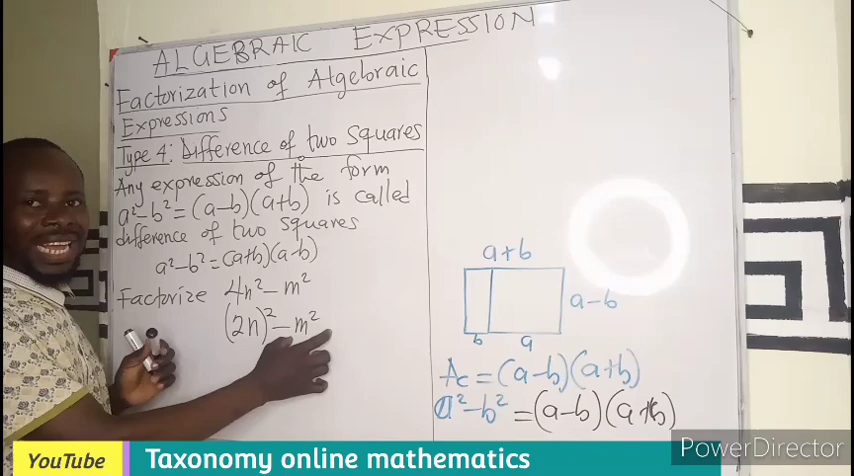 ALGEBRAIC EXPRESSION
Factorization of Algebraic
Expressions
Type 4: Difference of two squares
Any expression of the form
a²-b²=(a-b)(a+b) is called
difference of two squares
a²-b²=(a+b)(a-b)
Factorize 4n²-m²
(2n)²-m²
a+b
a-b
b a
Ac=(a-b)(a+b)
a²-b²=(a-b)(a+b)
PowerDirector
YouTube Taxonomy online mathematics